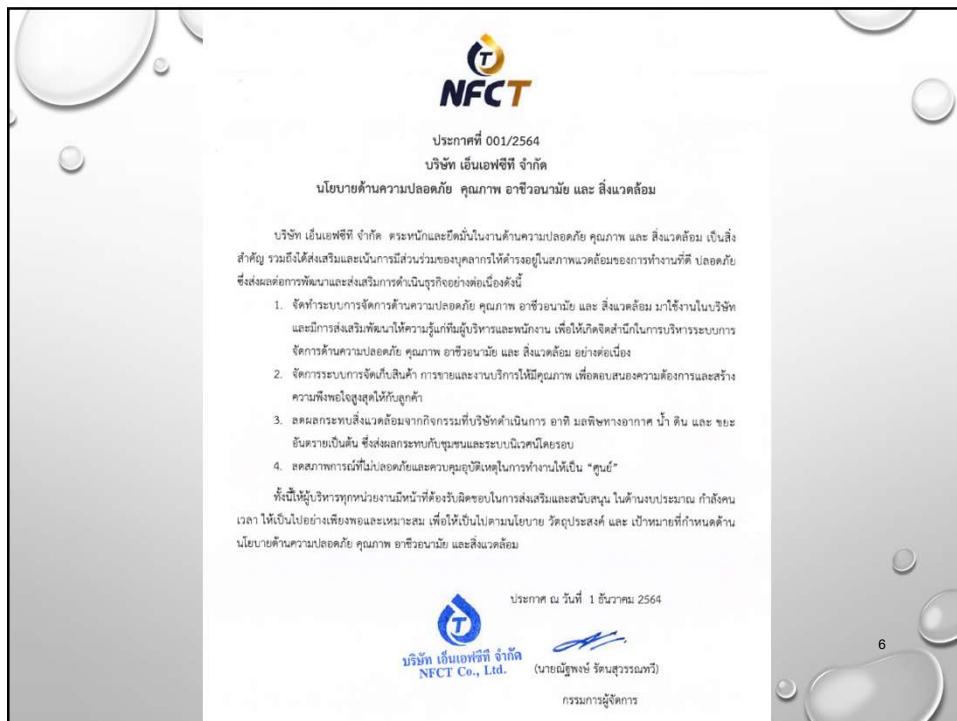 T
NFCT
ประกาศที่ 001/2564
บริษัท เอ็นเอฟซีที จำกัด
นโยบายด้านความปลอดภัย คุณภาพ อาชีวอนามัย และ สิ่งแวดล้อม
บริษัท เอ็นเอฟซีที จำกัด ตระหนักและยึดมั่นในงานด้านความปลอดภัย คุณภาพ และ สิ่งแวดล้อม เป็นสิ่ง
สำคัญ รวมถึงได้ส่งเสริมและเน้นการมีส่วนร่วมของบุคลากรให้ดำรงอยู่ในสภาพแวดล้อมของการทำงานที่ดี ปลอดภัย
ซึ่งส่งผลต่อการพัฒนาและส่งเสริมการดำเนินธุรกิจอย่างต่อเนื่องดังนี้
1. จัดทำระบบการจัดการด้านความปลอดภัย คุณภาพ อาชีวอนามัย และ สิ่งแวดล้อม มาใช้งานในบริษัท
และมีการส่งเสริมพัฒนาให้ความรู้แก่ทีมผู้บริหารและพนักงาน เพื่อให้เกิดจิตสำนึกในการบริหารระบบการ
จัดการด้านความปลอดภัย คุณภาพ อาชีวอนามัย และ สิ่งแวดล้อม อย่างต่อเนื่อง
2. จัดการระบบการจัดเก็บสินค้า การขายและงานบริการให้มีคุณภาพ เพื่อตอบสนองความต้องการและสร้าง
ความพึงพอใจสูงสุดให้กับลูกค้า
3. ลดผลกระทบสิ่งแวดล้อมจากกิจกรรมที่บริษัทดำเนินการ อาทิ มลพิษทางอากาศ น้ำ ดิน และ ขยะ
อันตรายเป็นต้น ซึ่งส่งผลกระทบกับชุมชนและระบบนิเวศน์โดยรอบ
4. ลดสภาพการณ์ที่ไม่ปลอดภัยและควบคุมอุบัติเหตุในการทำงานให้เป็น "ศูนย์"
ทั้งนี้ให้ผู้บริหารทุกหน่วยงานมีหน้าที่ต้องรับผิดชอบในการส่งเสริมและสนับสนุน ในด้านงบประมาณ กำลังคน
เวลา ให้เป็นไปอย่างเพียงพอและเหมาะสม เพื่อให้เป็นไปตามนโยบาย วัตถุประสงค์ และ เป้าหมายที่กำหนดด้าน
นโยบายด้านความปลอดภัย คุณภาพ อาชีวอนามัย และสิ่งแวดล้อม
ประกาศ ณ วันที่ 1 ธันวาคม 2564
T
บริษัท เอ็นเอฟซีที จำกัด
NFCT Co., Ltd.
(นายณัฐพงษ์ รัตนสุวรรณทวี)
กรรมการผู้จัดการ
6